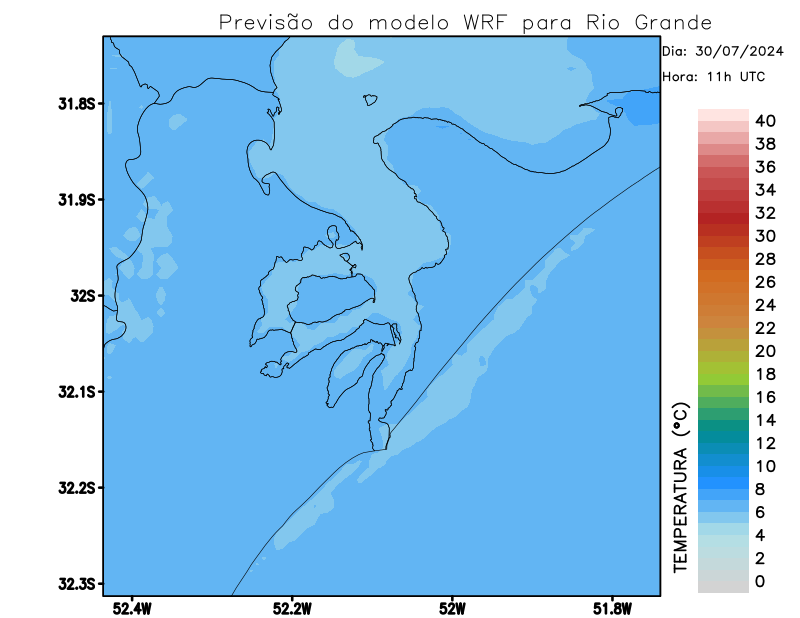 Previsão do modelo WRF para Rio Grande
Dia: 30/07/2024
Hora: 11h UTC
31.8S
31.9S
32S
32.1S
32.2S
32.3S
52.4W
52.2W
52W
51.8W
TEMPERATURA (°C)
40
38
36
34
32
30
28
26
24
22
20
18
16
14
12
10
8
6
4
2
0